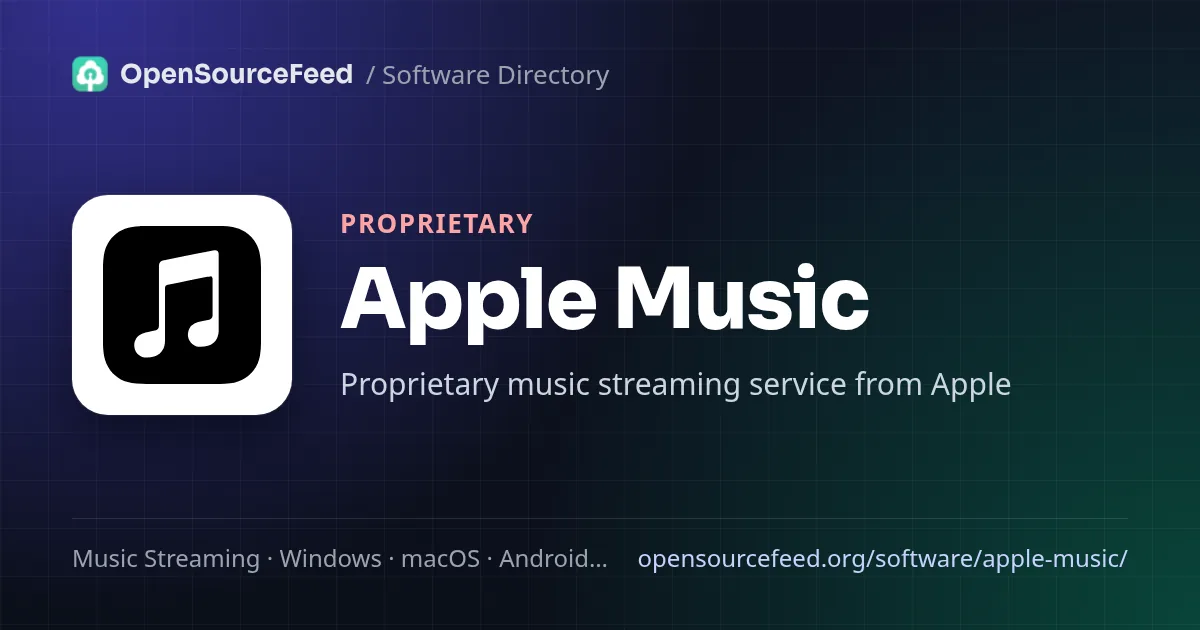 OpenSourceFeed / Software Directory
PROPRIETARY
Apple Music
Proprietary music streaming service from Apple
Music Streaming · Windows · macOS · Android... opensourcefeed.org/software/apple-music/